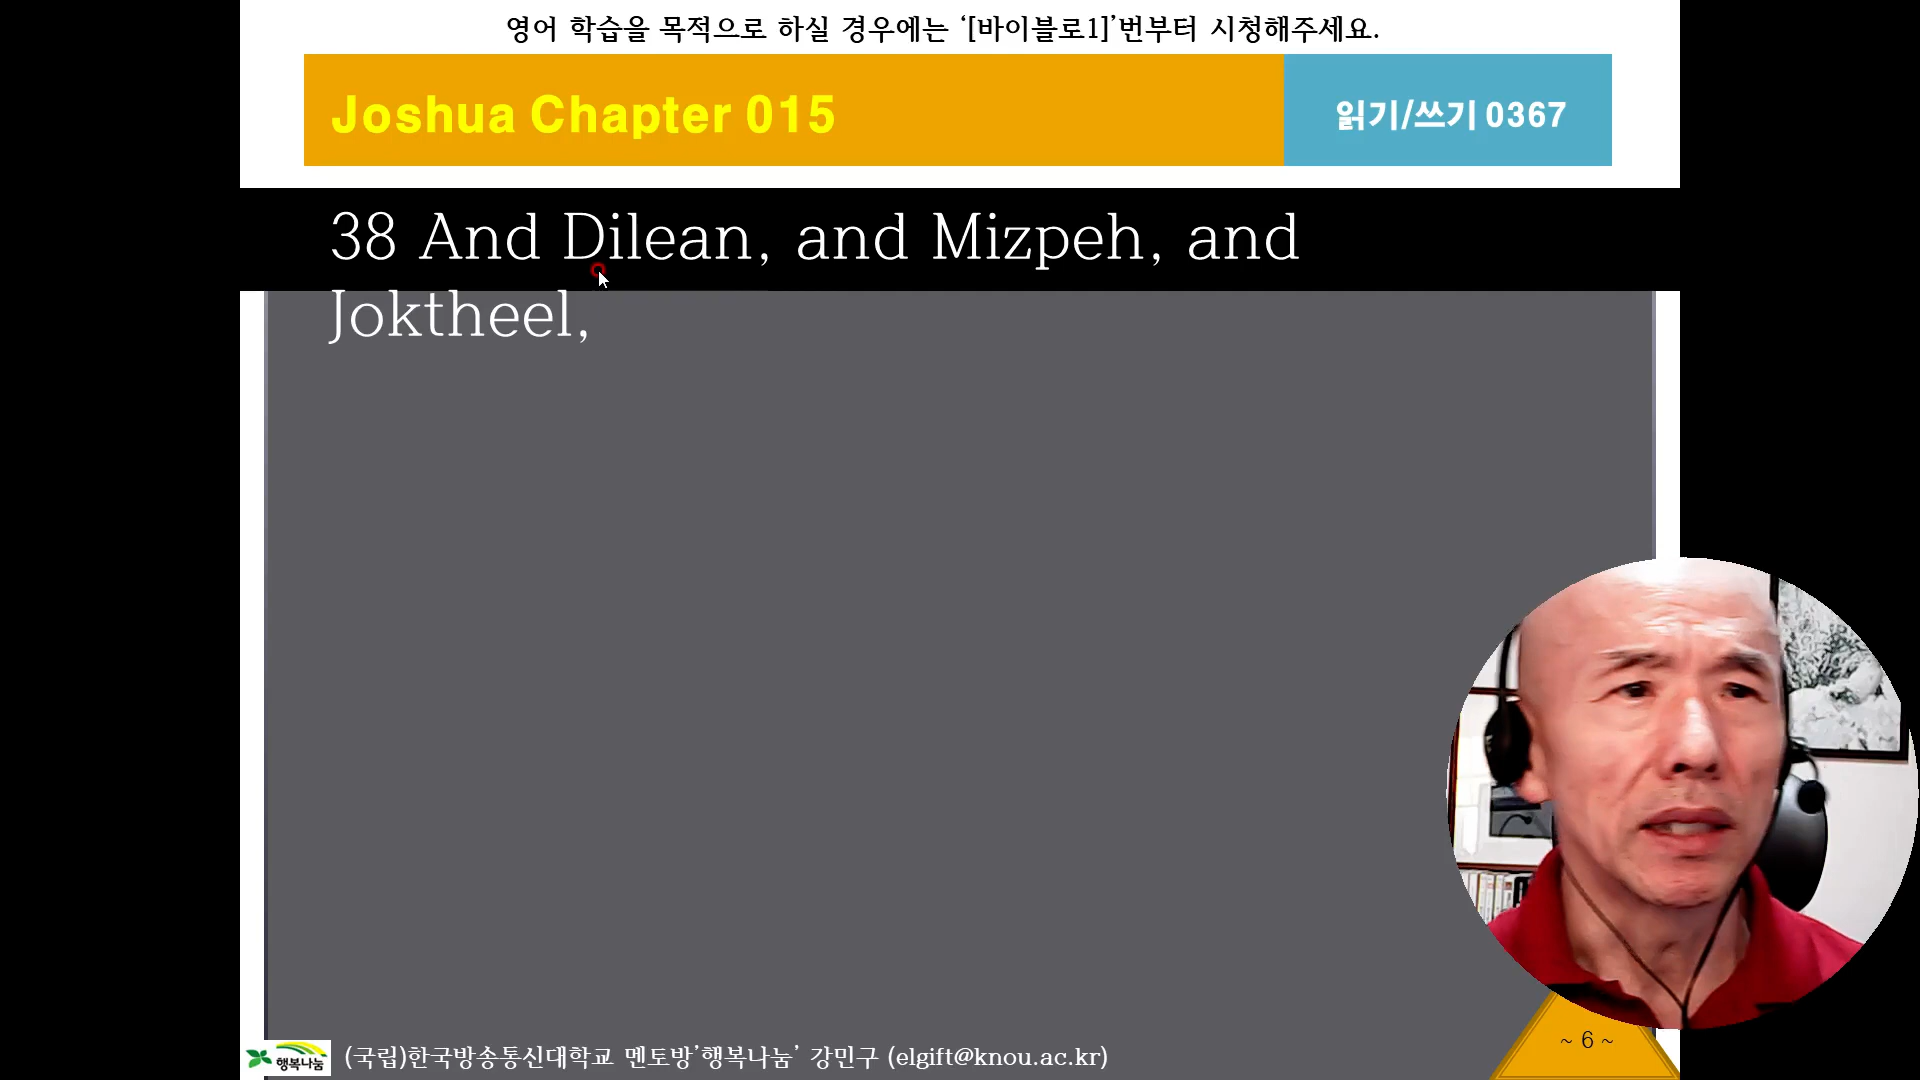 영어 학습을 목적으로 하실 경우에는 ‘[바이블로1]’번부터 시청해주세요.
Joshua Chapter 015
읽기/쓰기 0367
38 And Dilean, and Mizpeh, and
Joktheel,
행복나눔
(국립)한국방송통신대학교 멘토방’행복나눔’ 강민구 (elgift@knou.ac.kr)
~ 6 ~